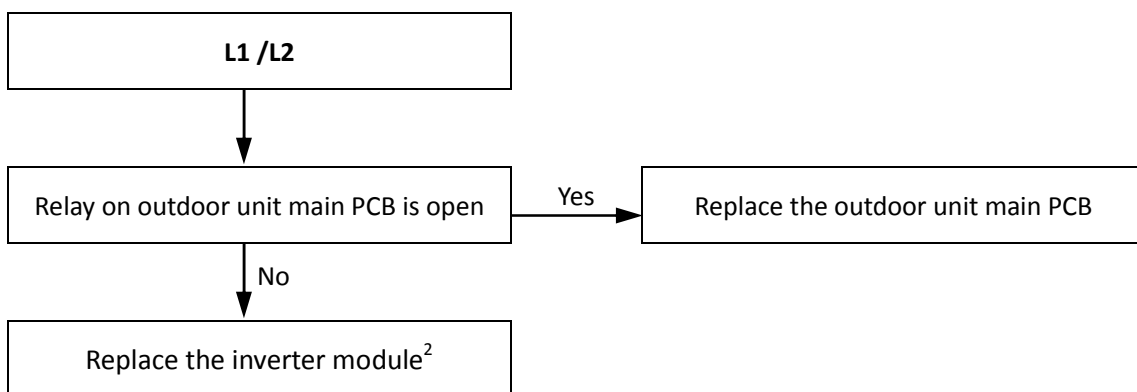 L1 /L2
Relay on outdoor unit main PCB is open
Yes
Replace the outdoor unit main PCB
No
Replace the inverter module²